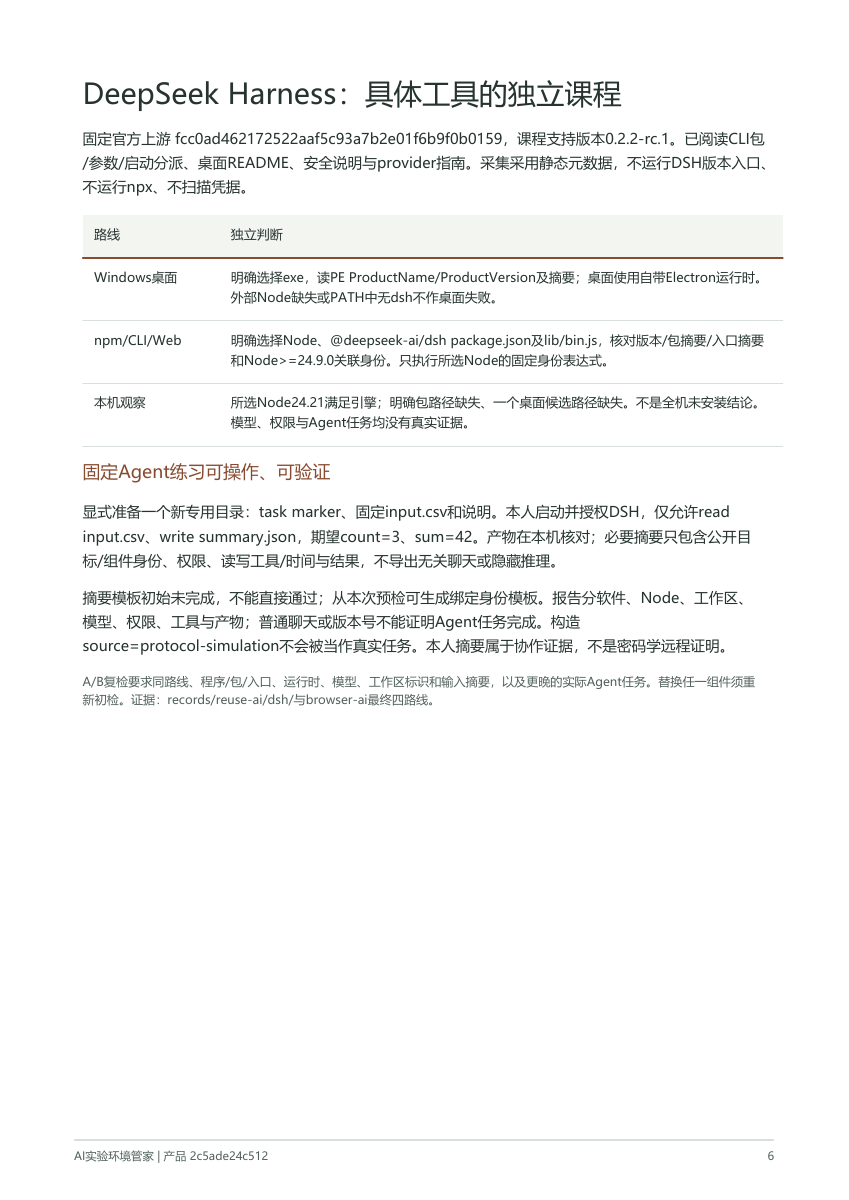 DeepSeek Harness：具体工具的独立课程
固定官方上游 fcc0ad462172522aaf5c93a7b2e01f6b9f0b0159，课程支持版本0.2.2-rc.1。已阅读CLI包
/参数/启动分派、桌面README、安全说明与provider指南。采集采用静态元数据，不运行DSH版本入口、
不运行npx、不扫描凭据。
路线 独立判断
Windows桌面 明确选择exe，读PE ProductName/ProductVersion及摘要；桌面使用自带Electron运行时。
外部Node缺失或PATH中无dsh不作桌面失败。
npm/CLI/Web 明确选择Node、@deepseek-ai/dsh package.json及lib/bin.js，核对版本/包摘要/入口摘要
和Node>=24.9.0关联身份。只执行所选Node的固定身份表达式。
本机观察 所选Node24.21满足引擎；明确包路径缺失、一个桌面候选路径缺失。不是全机未安装结论。
模型、权限与Agent任务均没有真实证据。
固定Agent练习可操作、可验证
显式准备一个新专用目录：task marker、固定input.csv和说明。本人启动并授权DSH，仅允许read
input.csv、write summary.json，期望count=3、sum=42。产物在本机核对；必要摘要只包含公开目
标/组件身份、权限、读写工具/时间与结果，不导出无关聊天或隐藏推理。
摘要模板初始未完成，不能直接通过；从本次预检可生成绑定身份模板。报告分软件、Node、工作区、
模型、权限、工具与产物；普通聊天或版本号不能证明Agent任务完成。构造
source=protocol-simulation不会被当作真实任务。本人摘要属于协作证据，不是密码学远程证明。
A/B复检要求同路线、程序/包/入口、运行时、模型、工作区标识和输入摘要，以及更晚的实际Agent任务。替换任一组件须重
新初检。证据：records/reuse-ai/dsh/与browser-ai最终四路线。
AI实验环境管家 | 产品 2c5ade24c512 6